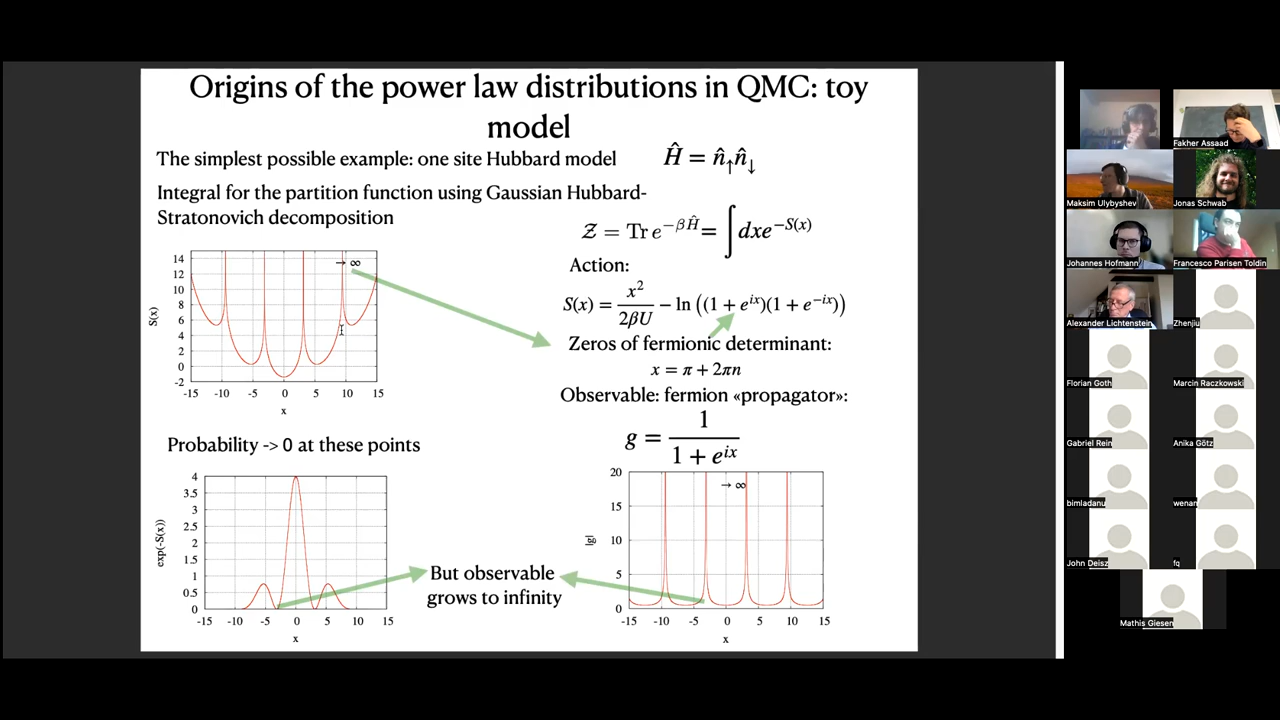 Origins of the power law distributions in QMC: toy
model
The simplest possible example: one site Hubbard model
Ĥ = n̂↑n̂↓
Integral for the partition function using Gaussian Hubbard-
Stratonovich decomposition
𝒵 = Tr e^{-βĤ} = ∫ dxe^{-S(x)}
Action:
S(x) = x²/2βU − ln ((1 + e^{ix})(1 + e^{-ix}))
Zeros of fermionic determinant:
x = π + 2πn
Observable: fermion «propagator»:
g = 1/(1 + e^{ix})
S(x)
14
12
10
8
6
4
2
0
-2
→ ∞
-15 -10 -5 0 5 10 15
x
Probability -> 0 at these points
exp(-S(x))
4
3.5
3
2.5
2
1.5
1
0.5
0
-15 -10 -5 0 5 10 15
x
But observable
grows to infinity
|g|
20
15
10
5
0
→ ∞
-15 -10 -5 0 5 10 15
x
Fakher Assaad
Maksim Ulybyshev
Jonas Schwab
Johannes Hofmann
Francesco Parisen Toldin
Alexander Lichtenstein
Zhenjiu
Florian Goth
Marcin Raczkowski
Gabriel Rein
Anika Götz
bimladanu
wenan
John Deisz
fq
Mathis Giesen